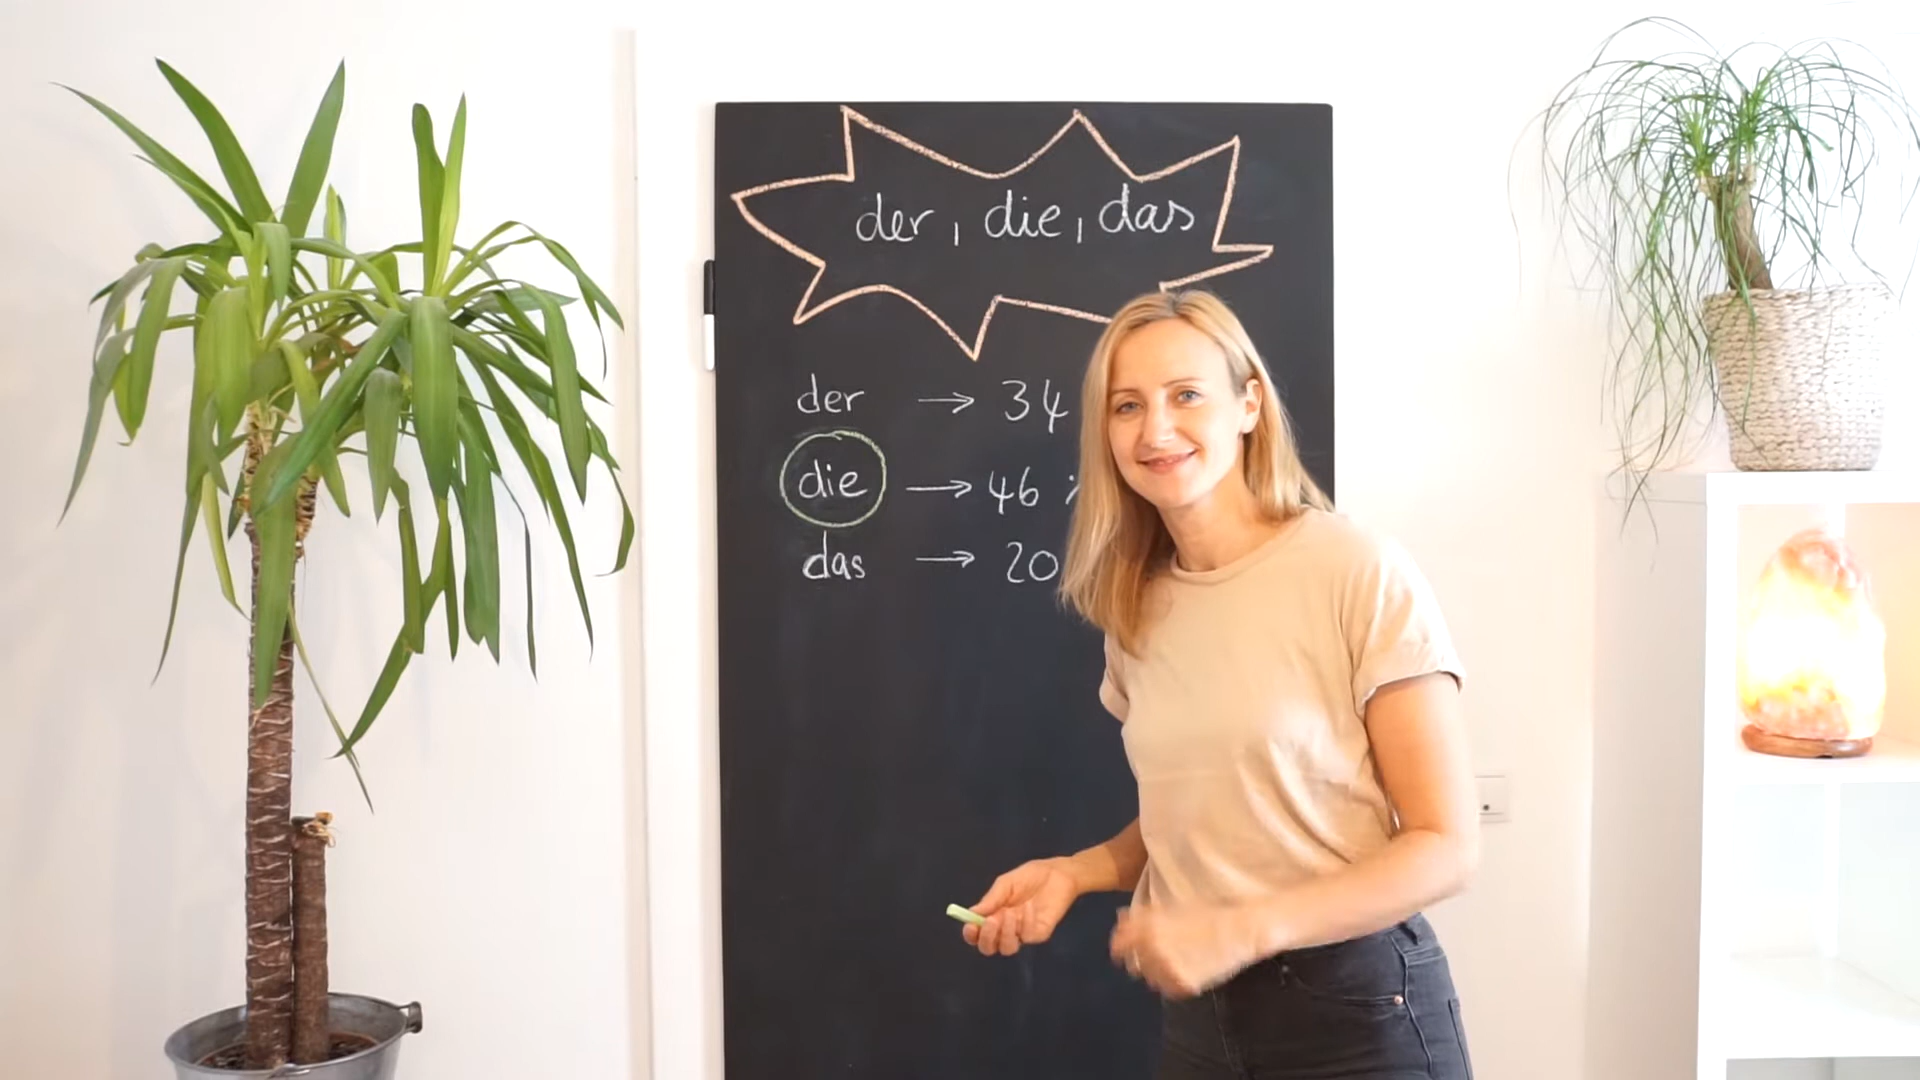 der, die, das
der → 34
die → 46
das → 20